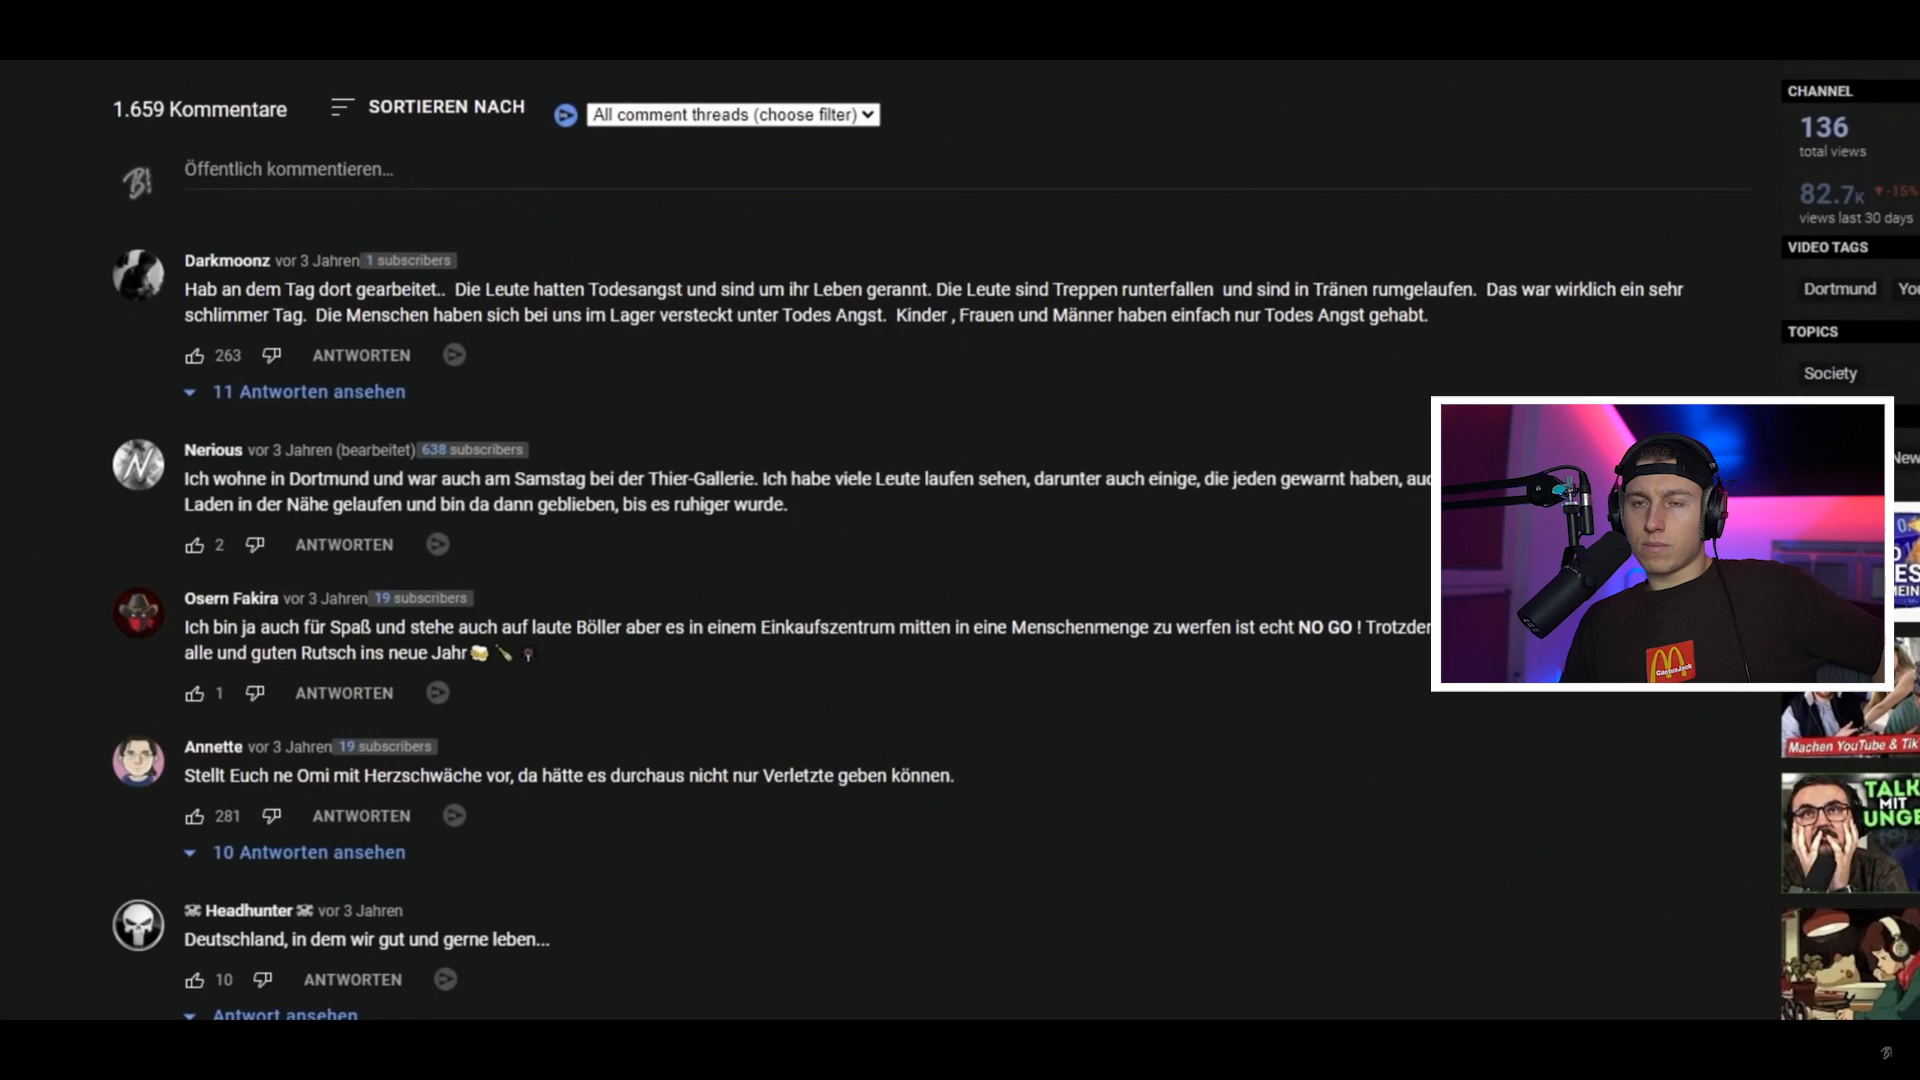 1.659 Kommentare
SORTIEREN NACH
All comment threads (choose filter)
Öffentlich kommentieren...
Darkmoonz vor 3 Jahren 1 subscribers
Hab an dem Tag dort gearbeitet.. Die Leute hatten Todesangst und sind um ihr Leben gerannt. Die Leute sind Treppen runterfallen und sind in Tränen rumgelaufen. Das war wirklich ein sehr
schlimmer Tag. Die Menschen haben sich bei uns im Lager versteckt unter Todes Angst. Kinder , Frauen und Männer haben einfach nur Todes Angst gehabt.
263 ANTWORTEN
11 Antworten ansehen
Nerious vor 3 Jahren (bearbeitet) 638 subscribers
Ich wohne in Dortmund und war auch am Samstag bei der Thier-Gallerie. Ich habe viele Leute laufen sehen, darunter auch einige, die jeden gewarnt haben,
Laden in der Nähe gelaufen und bin da dann geblieben, bis es ruhiger wurde.
2 ANTWORTEN
Osern Fakira vor 3 Jahren 19 subscribers
Ich bin ja auch für Spaß und stehe auch auf laute Böller aber es in einem Einkaufszentrum mitten in eine Menschenmenge zu werfen ist echt NO GO !
alle und guten Rutsch ins neue Jahr🍻🍾🎆
1 ANTWORTEN
Annette vor 3 Jahren 19 subscribers
Stellt Euch ne Omi mit Herzschwäche vor, da hätte es durchaus nicht nur Verletzte geben können.
281 ANTWORTEN
10 Antworten ansehen
☠ Headhunter ☠ vor 3 Jahren
Deutschland, in dem wir gut und gerne leben...
10 ANTWORTEN
Antwort ansehen
CHANNEL
136
total views
82.7K ▼-15%
views last 30 days
VIDEO TAGS
Dortmund
TOPICS
Society
CactusJack
Machen YouTube & Tik
TALK
MIT
UNGE